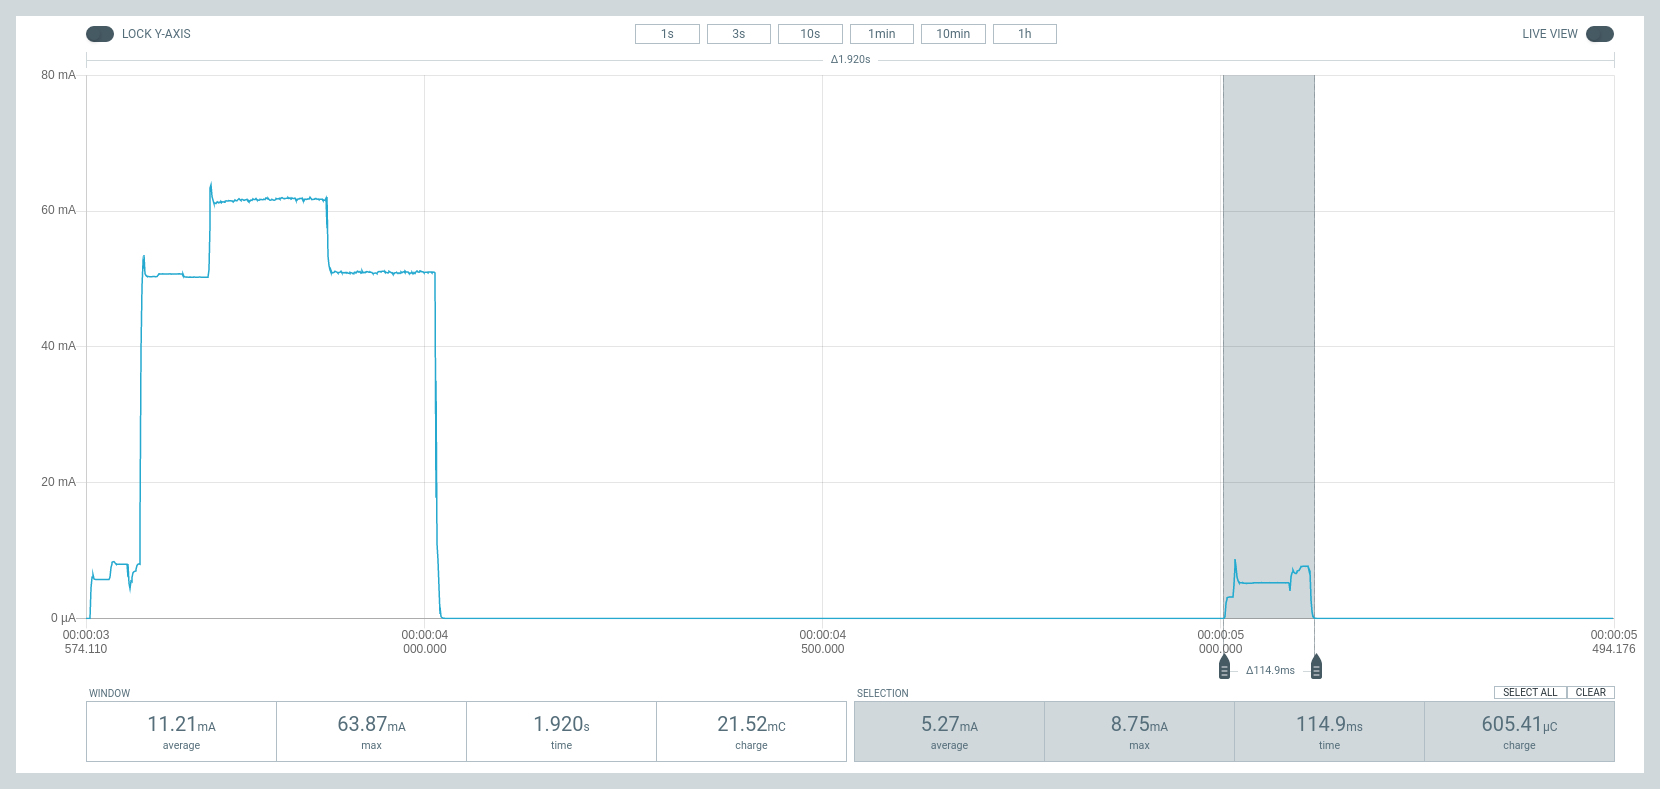 LOCK Y-AXIS 1s 3s 10s 1min 10min 1h LIVE VIEW
Δ1.920s
80 mA
60 mA
40 mA
20 mA
0 µA
00:00:03 00:00:04 00:00:04 00:00:05 00:00:05
574.110 000.000 500.000 000.000 494.176
Δ114.9ms
WINDOW SELECTION SELECT ALL CLEAR
11.21mA 63.87mA 1.920s 21.52mC 5.27mA 8.75mA 114.9ms 605.41µC
average max time charge average max time charge